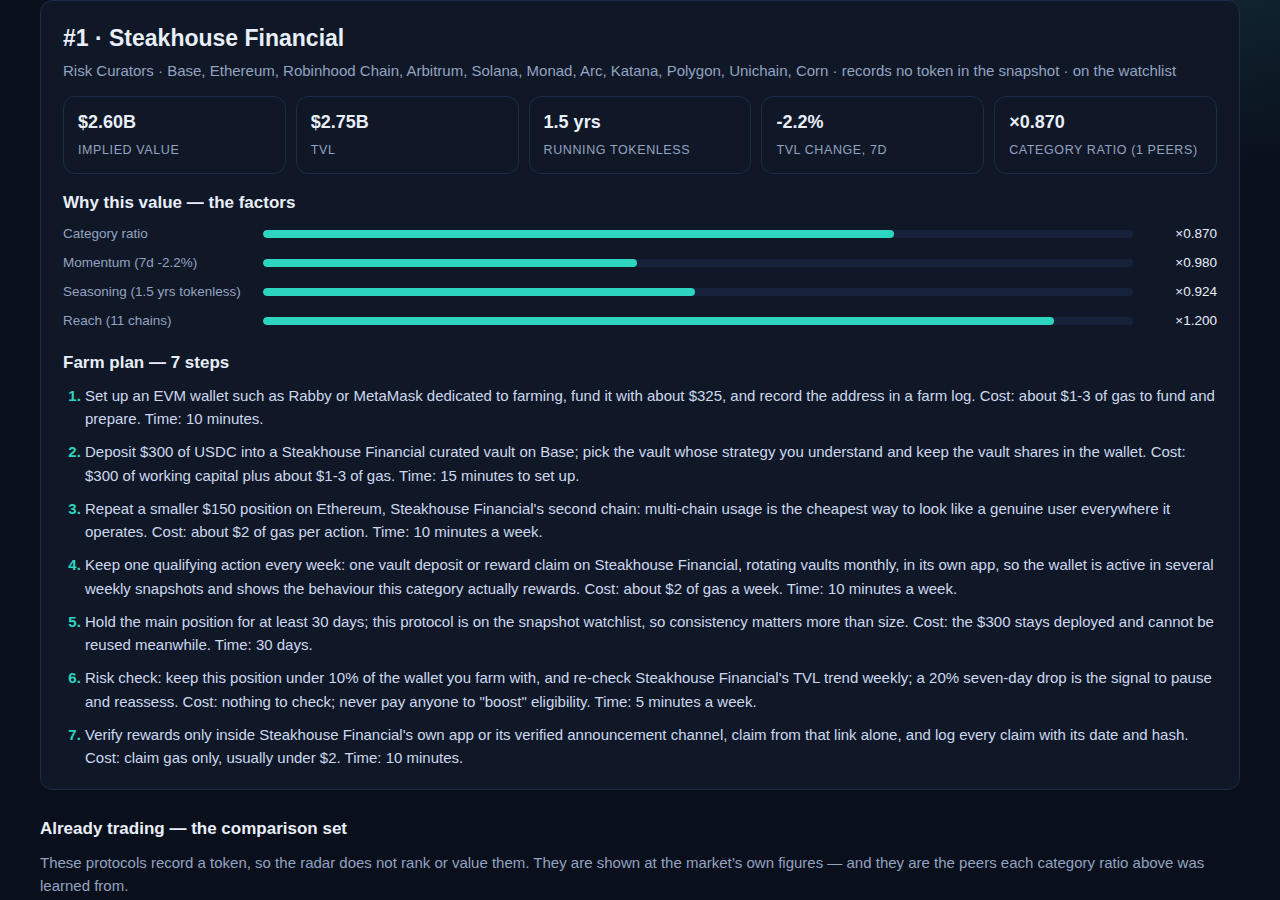 #1 · Steakhouse Financial
Risk Curators · Base, Ethereum, Robinhood Chain, Arbitrum, Solana, Monad, Arc, Katana, Polygon, Unichain, Corn · records no token in the snapshot · on the watchlist
$2.60B
IMPLIED VALUE
$2.75B
TVL
1.5 yrs
RUNNING TOKENLESS
-2.2%
TVL CHANGE, 7D
×0.870
CATEGORY RATIO (1 PEERS)
Why this value — the factors
Category ratio ×0.870
Momentum (7d -2.2%) ×0.980
Seasoning (1.5 yrs tokenless) ×0.924
Reach (11 chains) ×1.200
Farm plan — 7 steps
1. Set up an EVM wallet such as Rabby or MetaMask dedicated to farming, fund it with about $325, and record the address in a farm log. Cost: about $1-3 of gas to fund and
prepare. Time: 10 minutes.
2. Deposit $300 of USDC into a Steakhouse Financial curated vault on Base; pick the vault whose strategy you understand and keep the vault shares in the wallet. Cost:
$300 of working capital plus about $1-3 of gas. Time: 15 minutes to set up.
3. Repeat a smaller $150 position on Ethereum, Steakhouse Financial's second chain: multi-chain usage is the cheapest way to look like a genuine user everywhere it
operates. Cost: about $2 of gas per action. Time: 10 minutes a week.
4. Keep one qualifying action every week: one vault deposit or reward claim on Steakhouse Financial, rotating vaults monthly, in its own app, so the wallet is active in several
weekly snapshots and shows the behaviour this category actually rewards. Cost: about $2 of gas a week. Time: 10 minutes a week.
5. Hold the main position for at least 30 days; this protocol is on the snapshot watchlist, so consistency matters more than size. Cost: the $300 stays deployed and cannot be
reused meanwhile. Time: 30 days.
6. Risk check: keep this position under 10% of the wallet you farm with, and re-check Steakhouse Financial's TVL trend weekly; a 20% seven-day drop is the signal to pause
and reassess. Cost: nothing to check; never pay anyone to "boost" eligibility. Time: 5 minutes a week.
7. Verify rewards only inside Steakhouse Financial's own app or its verified announcement channel, claim from that link alone, and log every claim with its date and hash.
Cost: claim gas only, usually under $2. Time: 10 minutes.
Already trading — the comparison set
These protocols record a token, so the radar does not rank or value them. They are shown at the market's own figures — and they are the peers each category ratio above was
learned from.